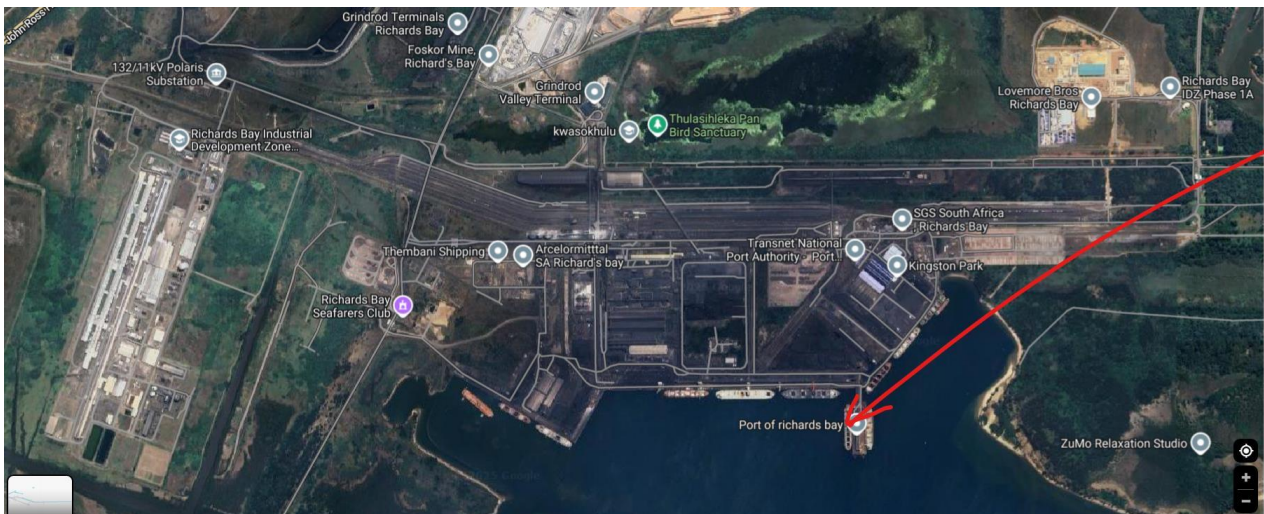 John Ross
Grindrod Terminals
Richards Bay
Foskor Mine,
Richard's Bay
132/11kV Polaris
Substation
Grindrod
Valley Terminal
Lovemore Bros
Richards Bay
Richards Bay
IDZ Phase 1A
Thulasihleka Pan
Bird Sanctuary
kwasokhulu
Richards Bay Industrial
Development Zone...
SGS South Africa
, Richards Bay
Thembani Shipping
Arcelormitttal
SA Richard's bay
Transnet National
Port Authority - Port...
Kingston Park
Richards Bay
Seafarers Club
Port of richards bay
ZuMo Relaxation Studio